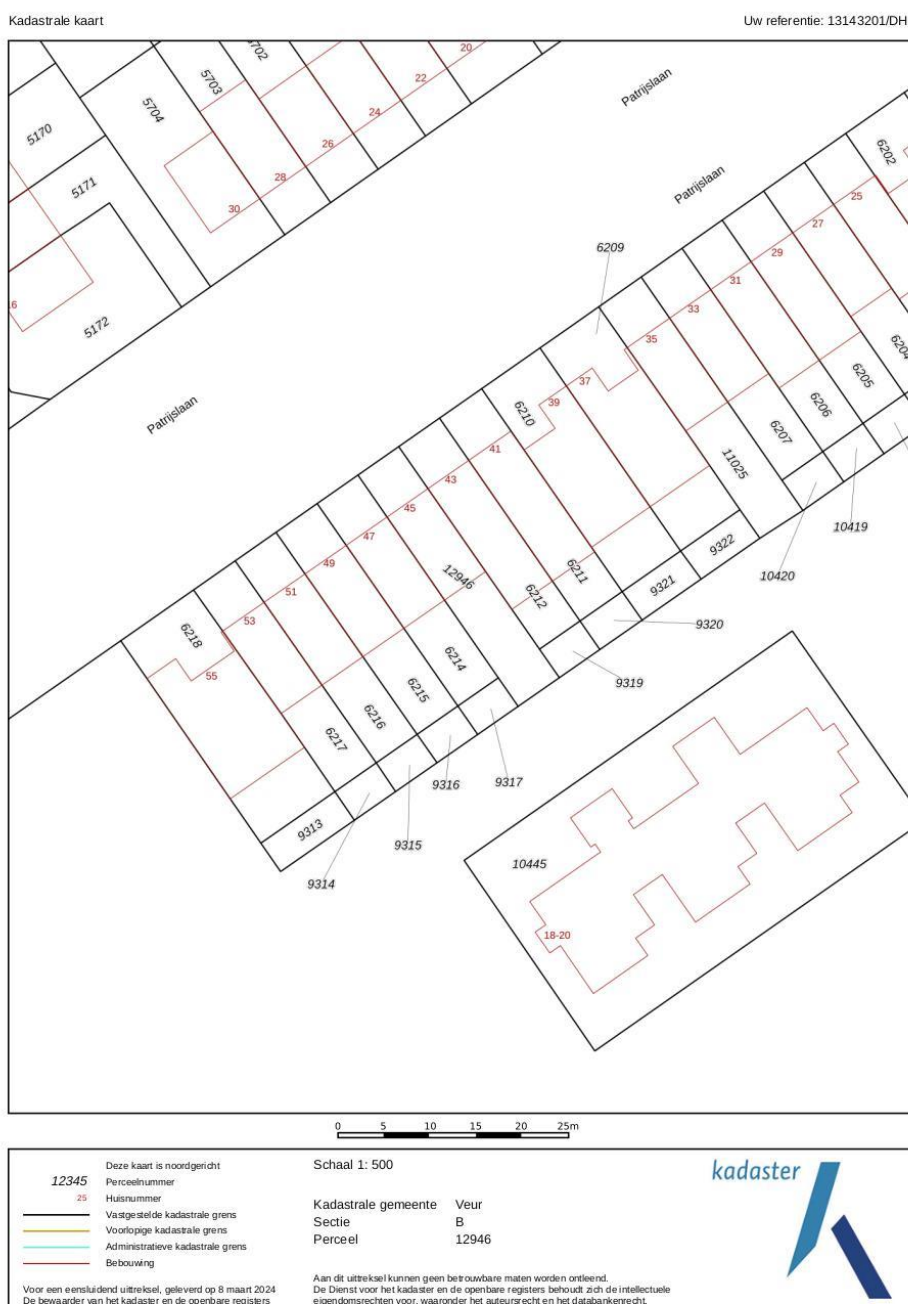 Kadastrale kaart
Uw referentie: 13143201/DH
5702
20
5703
22
5704
24
Patrijslaan
5170
26
6202
28
5171
Patrijslaan
25
30
27
6209
29
31
16
33
5172
35
6204
37
6205
39
6206
Patrijslaan
6210
6207
41
11025
43
45
10419
47
9322
49
12946
6211
10420
51
6212
9321
53
9320
6218
6214
55
9319
6215
6216
6217
9317
9316
9313
9315
9314
10445
18-20
0 5 10 15 20 25m
Deze kaart is noordgericht
12345 Perceelnummer
25 Huisnummer
Vastgestelde kadastrale grens
Voorlopige kadastrale grens
Administratieve kadastrale grens
Bebouwing
Voor een eensluidend uittreksel, geleverd op 8 maart 2024
De bewaarder van het kadaster en de openbare registers
Schaal 1: 500
Kadastrale gemeente Veur
Sectie B
Perceel 12946
Aan dit uittreksel kunnen geen betrouwbare maten worden ontleend.
De Dienst voor het kadaster en de openbare registers behoudt zich de intellectuele
eigendomsrechten voor, waaronder het auteursrecht en het databankenrecht.
kadaster